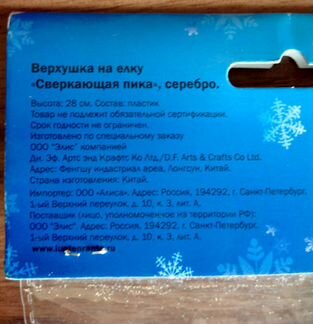 Верхушка на елку
«Сверкающая пика», серебро.
Высота: 28 см. Состав: пластик
Товар не подлежит обязательной сертификации.
Срок годности не ограничен.
Изготовлено по специальному заказу
ООО "Элис" компанией
Ди. Эф. Артс энд Крафтс Ко Лтд./D.F. Arts & Crafts Co Ltd.
Адрес: Фенгшу индастриал ареа, Лонгсун, Китай.
Страна изготовления: Китай.
Импортер: ООО «Алиса». Адрес: Россия, 194292, г. Санкт-Петербург,
1-ый Верхний переулок, д. 10, к. 3, лит. А.
Поставщик (лицо, уполномоченное на территории РФ):
ООО "Элис". Адрес: Россия, 194292, г. Санкт-Петербург,
1-ый Верхний переулок, д. 10, к. 3, лит. А.